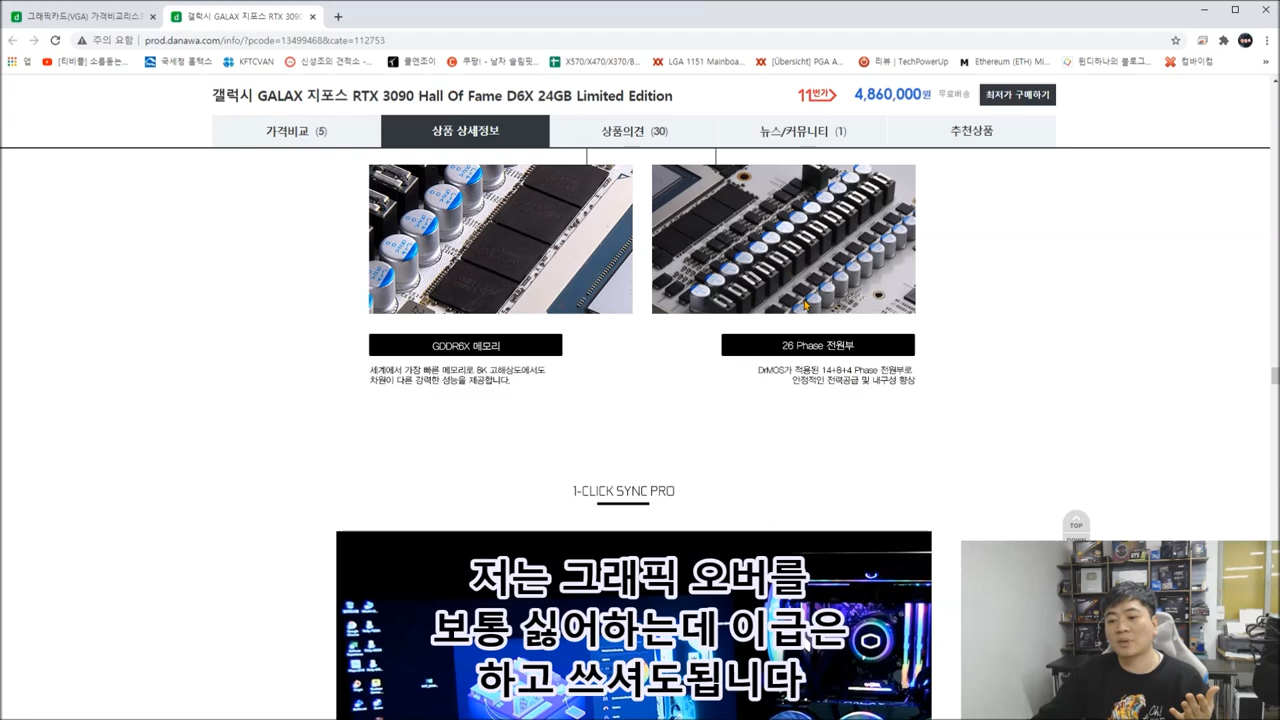 그래픽카드(VGA) 가격비교리스
갤럭시 GALAX 지포스 RTX 3090
주의 요함
prod.danawa.com/info/?pcode=13499468&cate=112753
앱
[티비플] 소름돋는...
국세청 홈택스
KFTCVAN
신성조의 견적소 -...
쿨엔조이
쿠팡! - 남자 슬림핏...
X570/X470/X370/B...
LGA 1151 Mainboa...
[Übersicht] PGA A...
리뷰 | TechPowerUp
Ethereum (ETH) Mi...
윈디하나의 블로그...
컴바이컴
갤럭시 GALAX 지포스 RTX 3090 Hall Of Fame D6X 24GB Limited Edition
11번가
4,860,000원
무료배송
최저가 구매하기
가격비교 (5)
상품 상세정보
상품의견 (30)
뉴스/커뮤니티 (1)
추천상품
GDDR6X 메모리
26 Phase 전원부
세계에서 가장 빠른 메모리로 8K 고해상도에서도
차원이 다른 강력한 성능을 제공합니다.
DrMOS가 적용된 14+8+4 Phase 전원부로
안정적인 전력공급 및 내구성 향상
1-CLICK SYNC PRO
TOP
DOWN
저는 그래픽 오버를
보통 싫어하는데 이급은
하고 쓰셔도됩니다